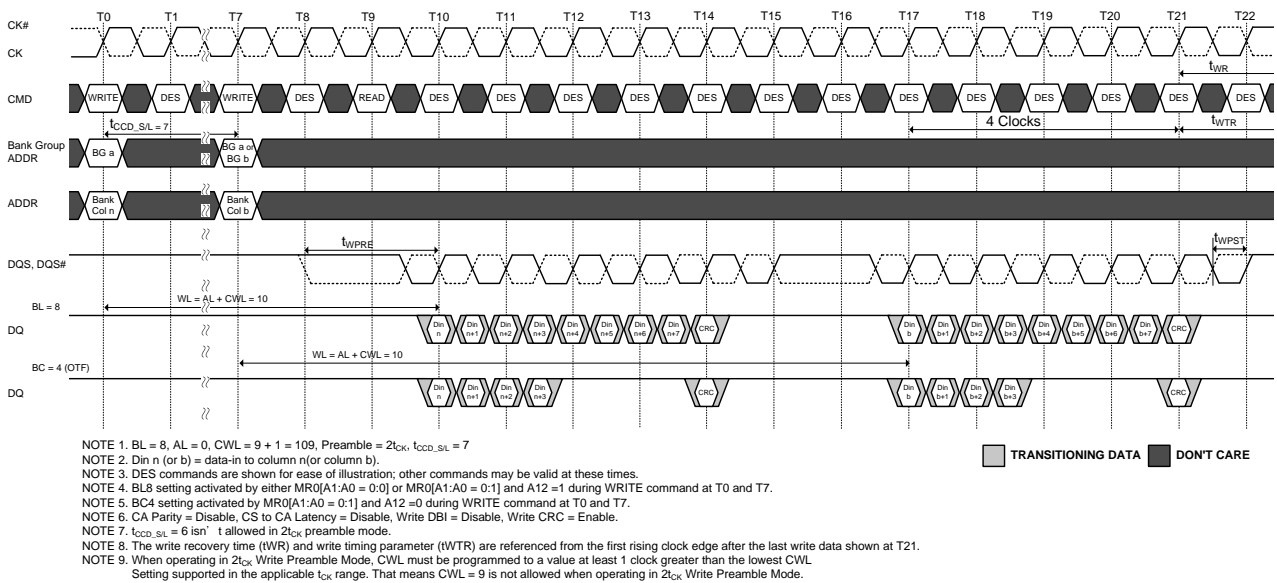 T0 T1 T7 T8 T9 T10 T11 T12 T13 T14 T15 T16 T17 T18 T19 T20 T21 T22
CK#
CK
tWR
CMD WRITE DES WRITE DES READ DES DES DES DES DES DES DES DES DES DES DES DES DES
tCCD_S/L = 7
4 Clocks
tWTR
Bank Group
ADDR
BG a
BG a or
BG b
ADDR
Bank
Col n
Bank
Col b
tWPRE
tWPST
DQS, DQS#
WL = AL + CWL = 10
BL = 8
DQ
Din
n
Din
n+1
Din
n+2
Din
n+3
Din
n+4
Din
n+5
Din
n+6
Din
n+7
CRC
Din
b
Din
b+1
Din
b+2
Din
b+3
Din
b+4
Din
b+5
Din
b+6
Din
b+7
CRC
WL = AL + CWL = 10
BC = 4 (OTF)
DQ
Din
n
Din
n+1
Din
n+2
Din
n+3
CRC
Din
b
Din
b+1
Din
b+2
Din
b+3
CRC
NOTE 1. BL = 8, AL = 0, CWL = 9 + 1 = 109, Preamble = 2tCK, tCCD_S/L = 7
NOTE 2. Din n (or b) = data-in to column n(or column b).
NOTE 3. DES commands are shown for ease of illustration; other commands may be valid at these times.
NOTE 4. BL8 setting activated by either MR0[A1:A0 = 0:0] or MR0[A1:A0 = 0:1] and A12 =1 during WRITE command at T0 and T7.
NOTE 5. BC4 setting activated by MR0[A1:A0 = 0:1] and A12 =0 during WRITE command at T0 and T7.
NOTE 6. CA Parity = Disable, CS to CA Latency = Disable, Write DBI = Disable, Write CRC = Enable.
NOTE 7. tCCD_S/L = 6 isn' t allowed in 2tCK preamble mode.
NOTE 8. The write recovery time (tWR) and write timing parameter (tWTR) are referenced from the first rising clock edge after the last write data shown at T21.
NOTE 9. When operating in 2tCK Write Preamble Mode, CWL must be programmed to a value at least 1 clock greater than the lowest CWL
Setting supported in the applicable tCK range. That means CWL = 9 is not allowed when operating in 2tCK Write Preamble Mode.
TRANSITIONING DATA
DON'T CARE